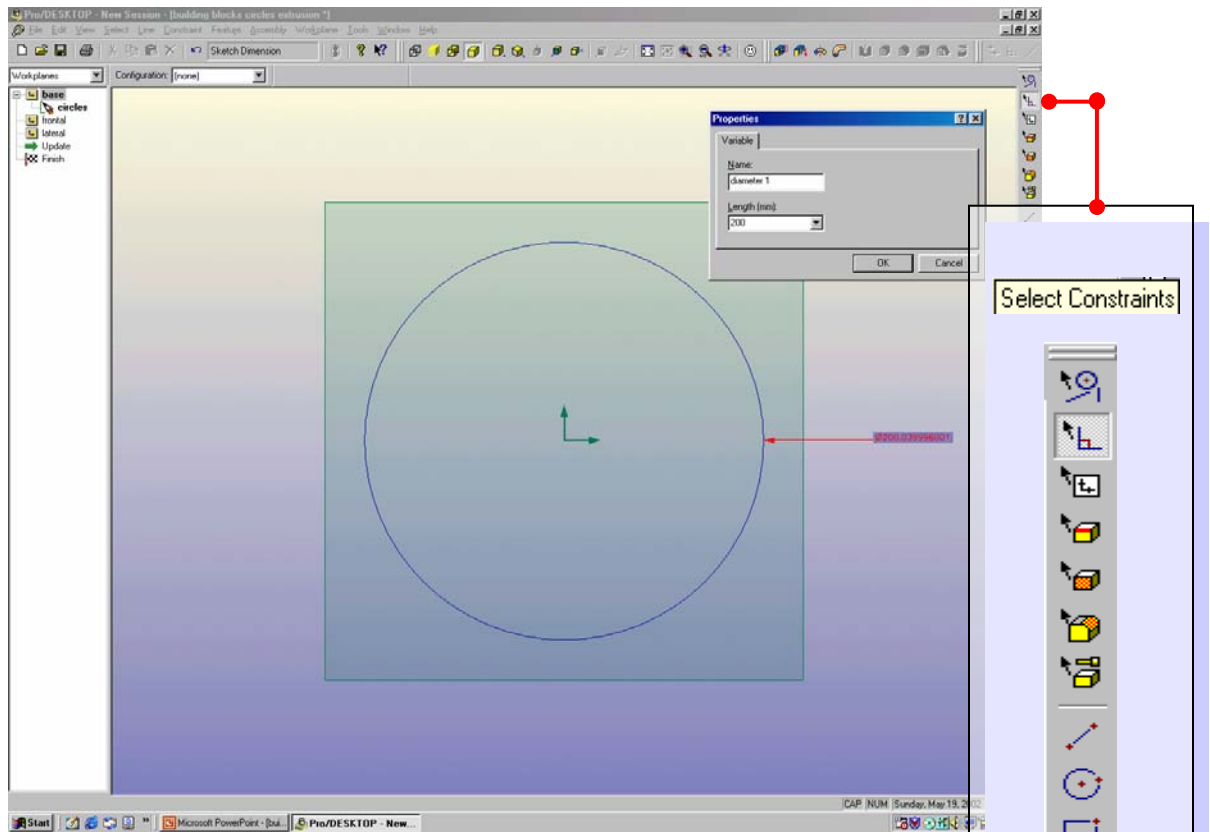 Pro/DESKTOP - New Session - [building blocks circles extrusion *]
File Edit View Select Line Constraint Feature Assembly Workplane Tools Window Help
Sketch Dimension
Workplanes
Configuration: (none)
base
circles
frontal
lateral
Update
Finish
Properties
Variable
Name:
diameter 1
Length (mm):
200
OK Cancel
Select Constraints
Ø200.039996001
CAP NUM Sunday, May 19, 2002
Start
Microsoft PowerPoint - [bui...
Pro/DESKTOP - New...